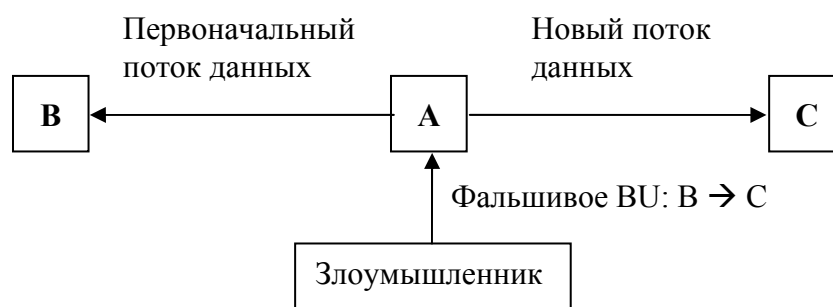 Первоначальный
поток данных
Новый поток
данных
B
A
C
Фальшивое BU: B → C
Злоумышленник